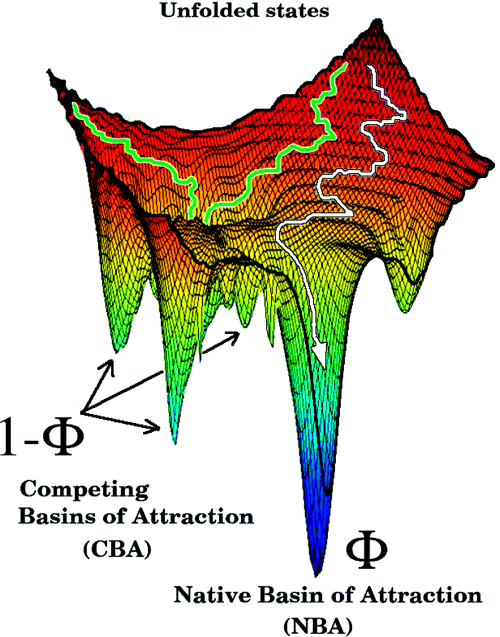 Unfolded states
1-Φ
Competing
Basins of Attraction
(CBA)
Φ
Native Basin of Attraction
(NBA)